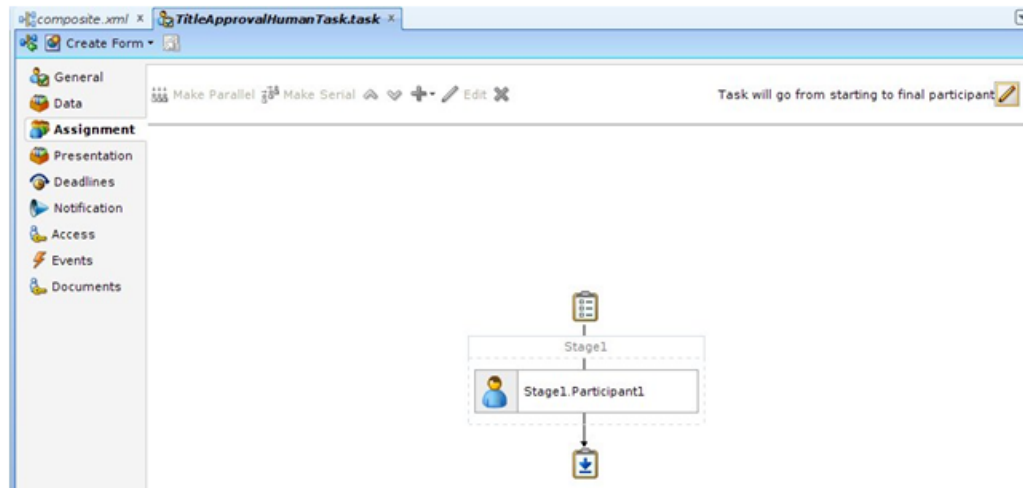 composite.xml x TitleApprovalHumanTask.task x
Create Form
General
Data
Assignment
Presentation
Deadlines
Notification
Access
Events
Documents
Make Parallel Make Serial Edit Task will go from starting to final participant
Stage1
Stage1.Participant1